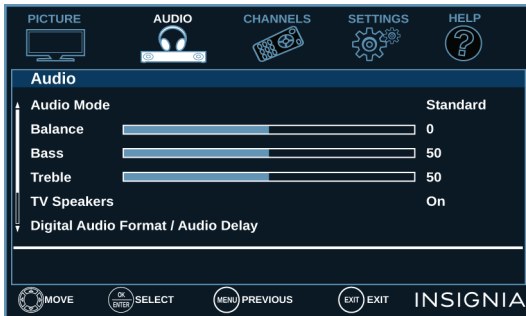 PICTURE AUDIO CHANNELS SETTINGS HELP
Audio
Audio Mode Standard
Balance 0
Bass 50
Treble 50
TV Speakers On
Digital Audio Format / Audio Delay
MOVE OK ENTER SELECT MENU PREVIOUS EXIT EXIT INSIGNIA